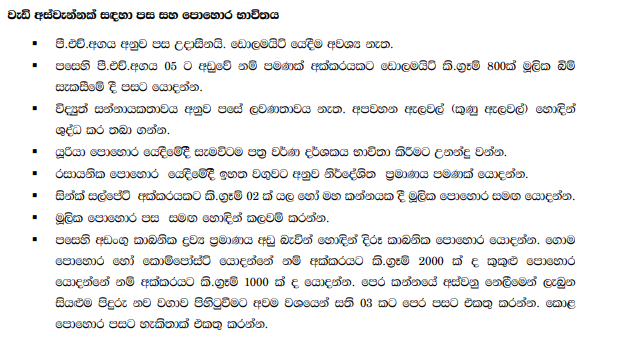 වැඩි අස්වැන්නක් සඳහා පස සහ පොහොර භාවිතය
▪ පී.එච්.අගය අනුව පස උදාසීනයි. ඩොලමයිට් යෙදීම අවශ්‍ය නැත.
▪ පසෙහි පී.එච්.අගය 05 ට අඩුවේ නම් පමණක් අක්කරයකට ඩොලමයිට් කි.ග්‍රෑම් 800ක් මූලික බිම්
සැකසීමේ දී පසට යොදන්න.
▪ විද්‍යුත් සන්නායකතාවය අනුව පසේ ලවණතාවය නැත. අපවහන ඇලවල් (කුණු ඇලවල්) හොඳින්
ශුද්ධ කර තබා ගන්න.
▪ යූරියා පොහොර යෙදීමේදී සැමවිටම පත්‍ර වර්ණ දර්ශකය භාවිතා කිරීමට උනන්දු වන්න.
▪ රසායනික පොහොර යෙදීමේදී ඉහත වගුවට අනුව නිර්දේශිත ප්‍රමාණය පමණක් යොදන්න.
▪ සින්ක් සල්පේට් අක්කරයකට කි.ග්‍රෑම් 02 ක් යල හෝ මහ කන්නයක දී මූලික පොහොර සමඟ යොදන්න.
▪ මූලික පොහොර පස සමඟ හොඳින් කලවම් කරන්න.
▪ පසෙහි අඩංගු කාබනික ද්‍රව්‍ය ප්‍රමාණය අඩු බැවින් හොඳින් දිරූ කාබනික පොහොර යොදන්න. ගොම
පොහොර හෝ කොම්පෝස්ට් යොදන්නේ නම් අක්කරයකට කි.ග්‍රෑම් 2000 ක් ද කුකුළු පොහොර
යොදන්නේ නම් අක්කරයකට කි.ග්‍රෑම් 1000 ක් ද යොදන්න. පෙර කන්නයේ අස්වනු නෙලීමෙන් ලැබුන
සියළුම පිදුරු නව වගාව පිහිටුවීමට අවම වශයෙන් සති 03 කට පෙර පසට එකතු කරන්න. කොළ
පොහොර පසට හැකිතාක් එකතු කරන්න.